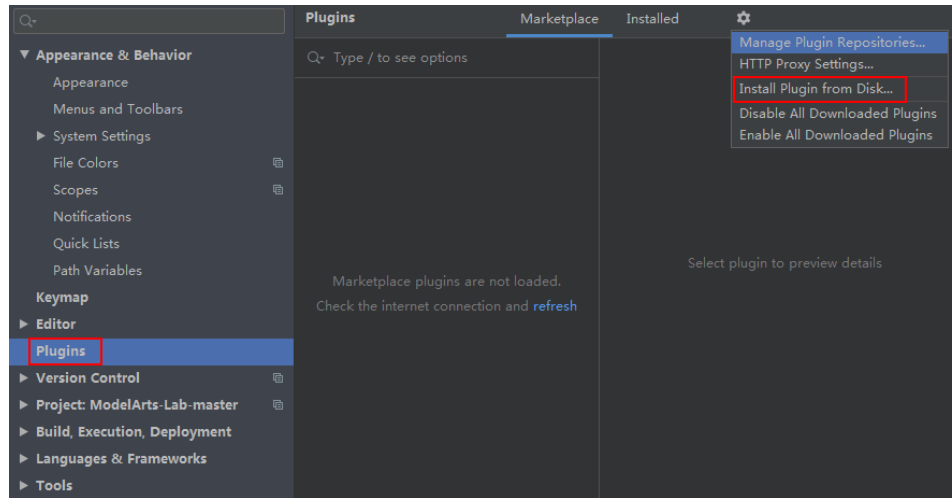 Plugins
Marketplace
Installed
Appearance & Behavior
Appearance
Menus and Toolbars
System Settings
File Colors
Scopes
Notifications
Quick Lists
Path Variables
Keymap
Editor
Plugins
Version Control
Project: ModelArts-Lab-master
Build, Execution, Deployment
Languages & Frameworks
Tools
Type / to see options
Marketplace plugins are not loaded.
Check the internet connection and refresh
Manage Plugin Repositories...
HTTP Proxy Settings...
Install Plugin from Disk...
Disable All Downloaded Plugins
Enable All Downloaded Plugins
Select plugin to preview details